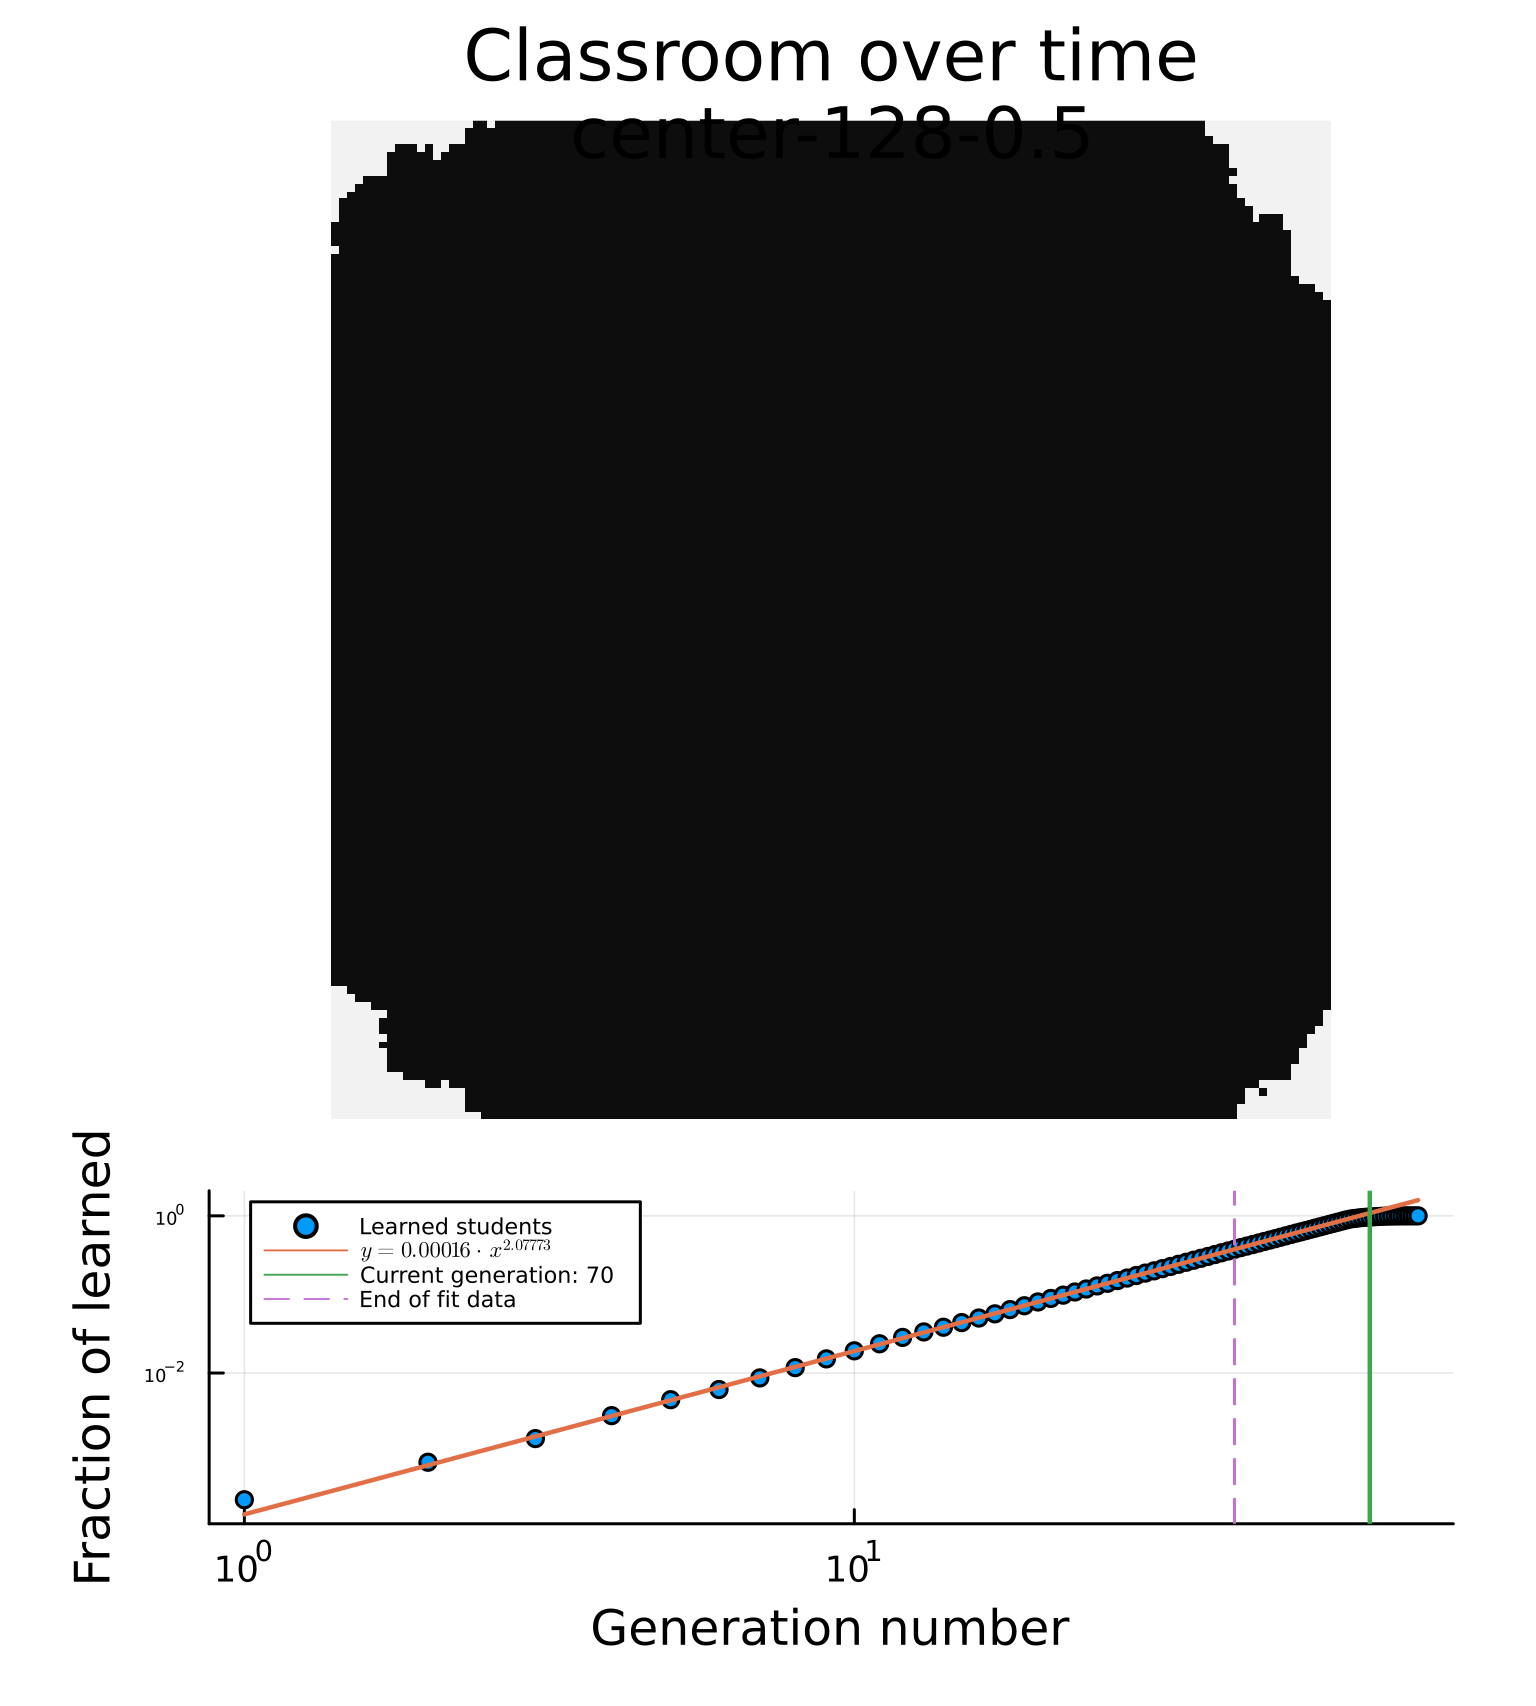 Classroom over time
center-128-0.5
10⁰
Learned students
y = 0.00016 · x^2.07773
Current generation: 70
End of fit data
10⁻²
Fraction of learned
10⁰ 10¹
Generation number